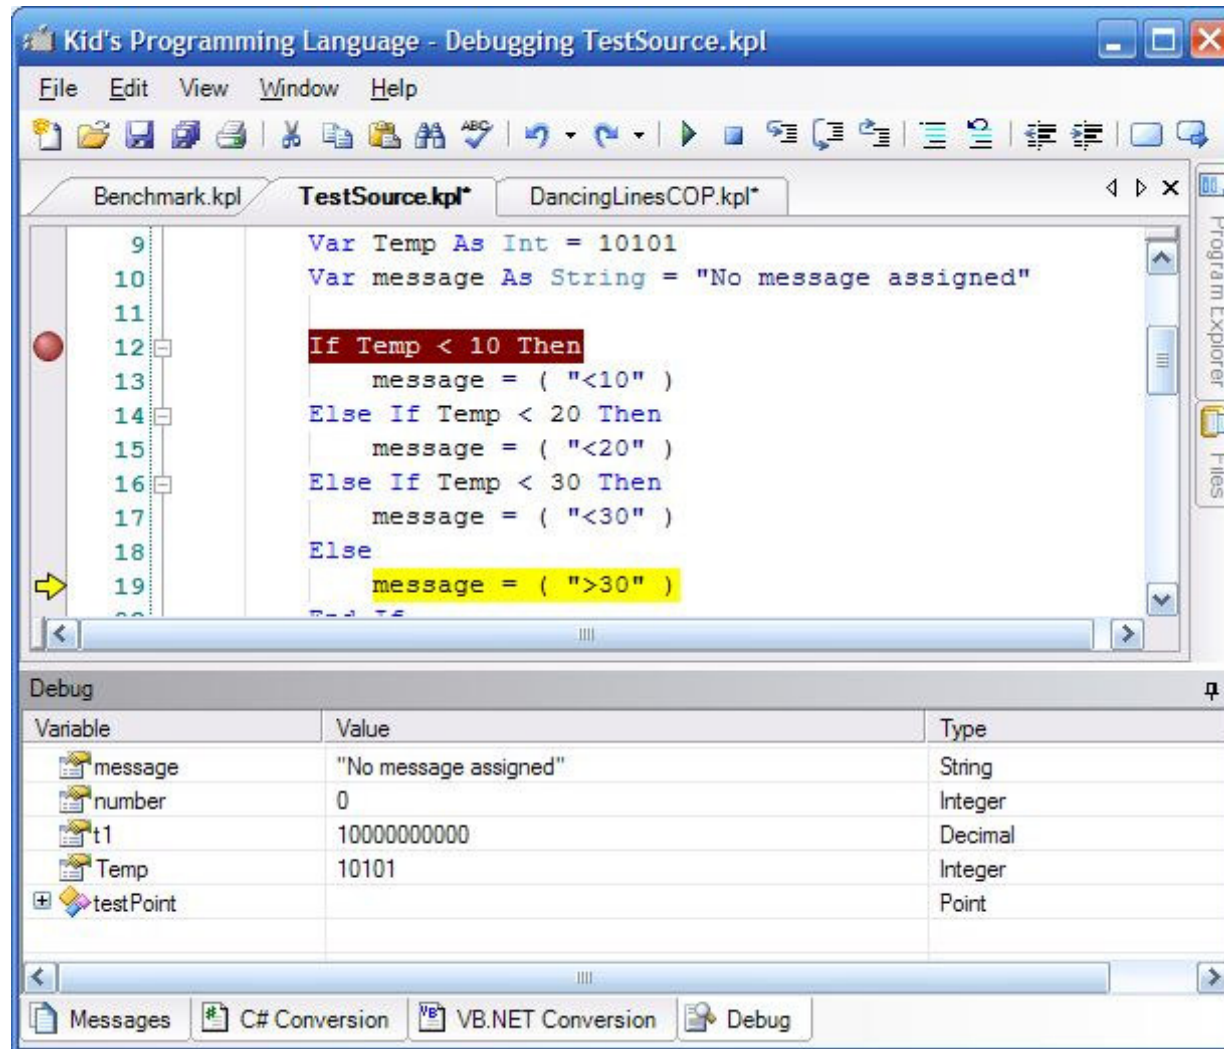 Kid's Programming Language - Debugging TestSource.kpl
File Edit View Window Help
ABC
Benchmark.kpl TestSource.kpl* DancingLinesCOP.kpl*
9 Var Temp As Int = 10101
10 Var message As String = "No message assigned"
11
12 If Temp < 10 Then
13 message = ( "<10" )
14 Else If Temp < 20 Then
15 message = ( "<20" )
16 Else If Temp < 30 Then
17 message = ( "<30" )
18 Else
19 message = ( ">30" )
End If
Program Explorer
Files
Debug
Variable Value Type
message "No message assigned" String
number 0 Integer
t1 10000000000 Decimal
Temp 10101 Integer
testPoint Point
Messages C# Conversion VB.NET Conversion Debug